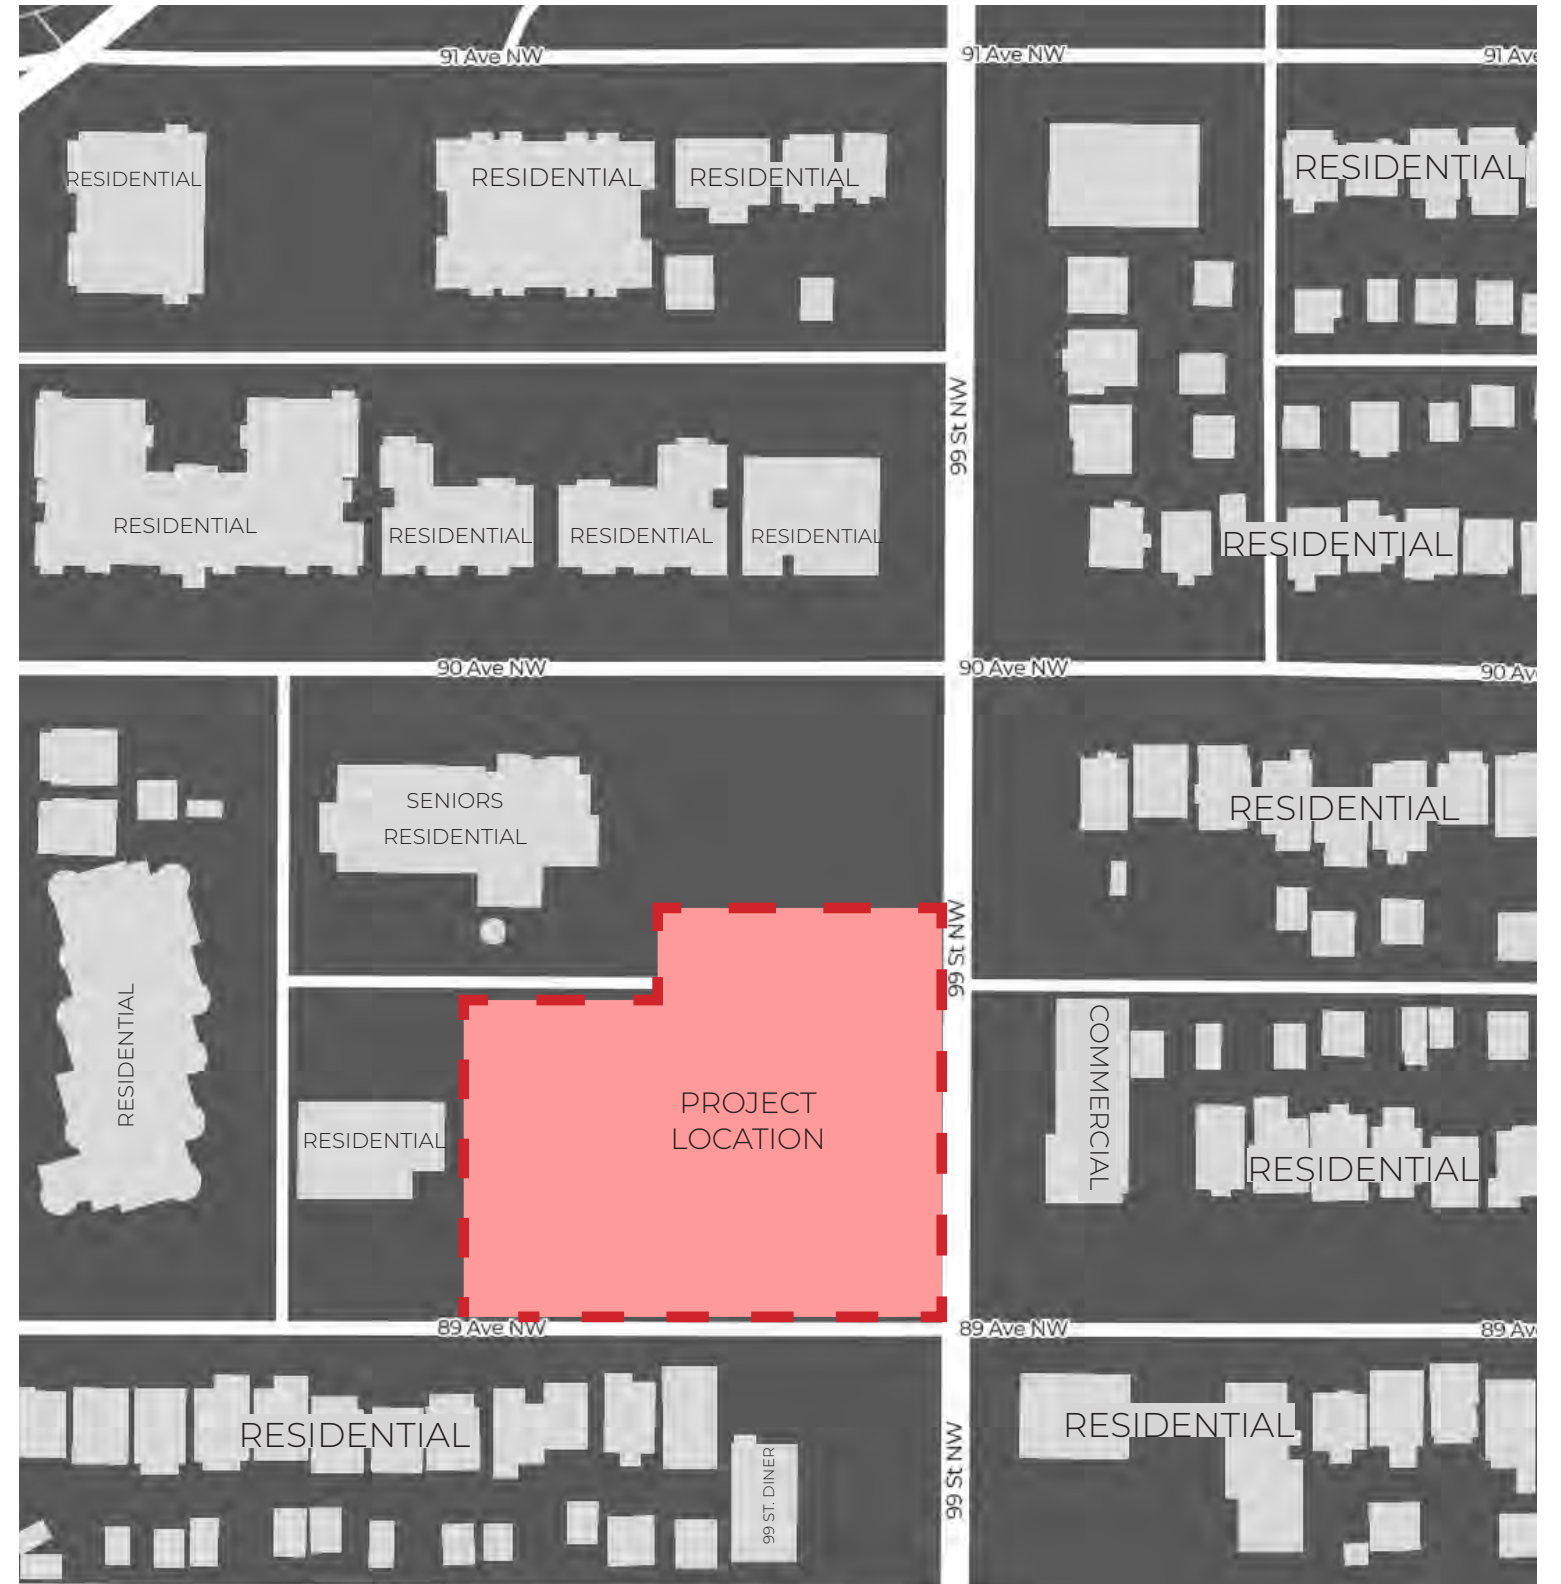 91 Ave NW
91 Ave NW
91 Ave
RESIDENTIAL
RESIDENTIAL
RESIDENTIAL
RESIDENTIAL
99 St NW
RESIDENTIAL
RESIDENTIAL
RESIDENTIAL
RESIDENTIAL
RESIDENTIAL
90 Ave NW
90 Ave NW
90 Av
SENIORS
RESIDENTIAL
RESIDENTIAL
99 St NW
RESIDENTIAL
RESIDENTIAL
PROJECT
LOCATION
COMMERCIAL
RESIDENTIAL
89 Ave NW
89 Ave NW
89 Av
RESIDENTIAL
99 ST. DINER
99 St NW
RESIDENTIAL